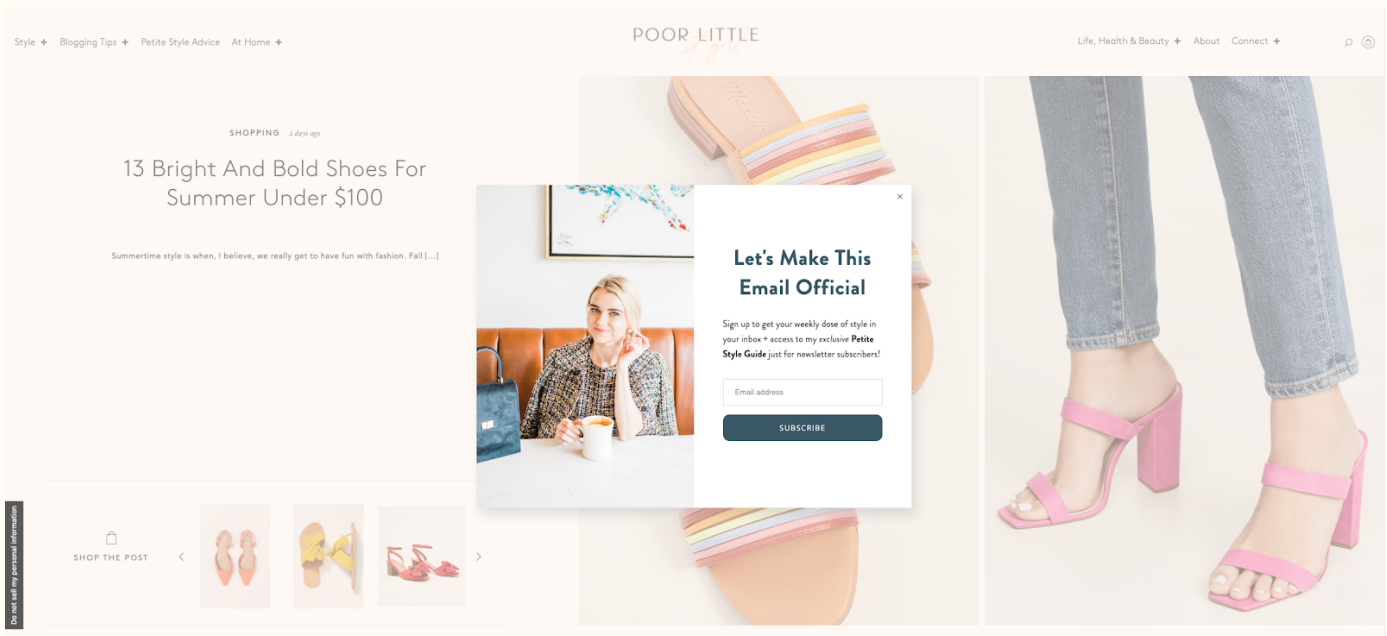 Style +
Blogging Tips +
Petite Style Advice
At Home +
POOR LITTLE
it girl
Life, Health & Beauty +
About
Connect +
SHOPPING 2 days ago
13 Bright And Bold Shoes For
Summer Under $100
Summertime style is when, I believe, we really get to have fun with fashion. Fall [...]
×
Let's Make This
Email Official
Sign up to get your weekly dose of style in
your inbox + access to my exclusive Petite
Style Guide just for newsletter subscribers!
Email address
SUBSCRIBE
SHOP THE POST
Do not sell my personal information